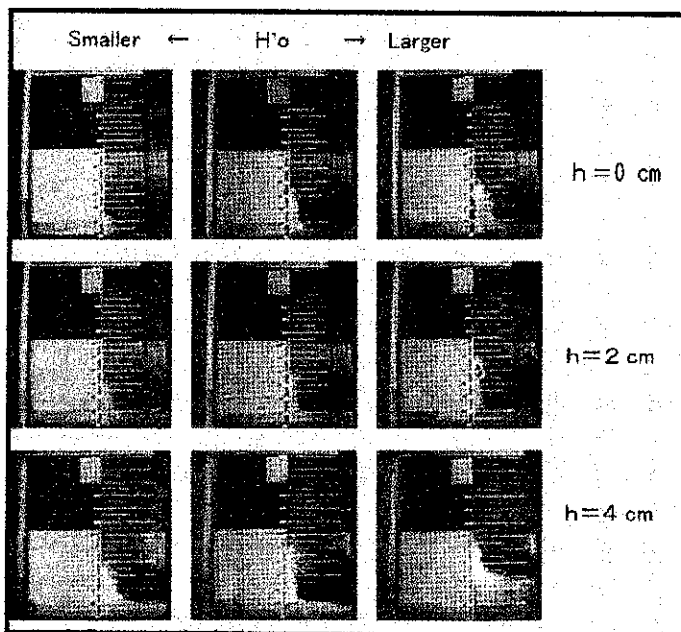 Smaller ← H'o → Larger
h=0 cm
h=2 cm
h=4 cm